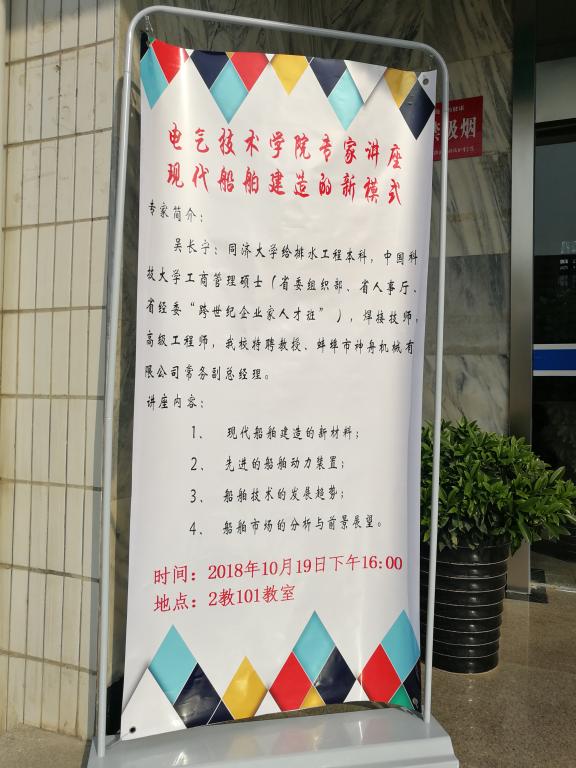 电气技术学院专家讲座
现代船舶建造的新模式
专家简介：
吴长宁：同济大学给排水工程本科，中国科
技大学工商管理硕士（省委组织部、省人事厅、
省经委“跨世纪企业家人才班”），焊接技师，
高级工程师，我校特聘教授、蚌埠市神舟机械有
限公司常务副总经理。
讲座内容：
1、 现代船舶建造的新材料；
2、 先进的船舶动力装置；
3、 船舶技术的发展趋势；
4、 船舶市场的分析与前景展望。
时间：2018年10月19日下午16:00
地点：2教101教室
吸烟